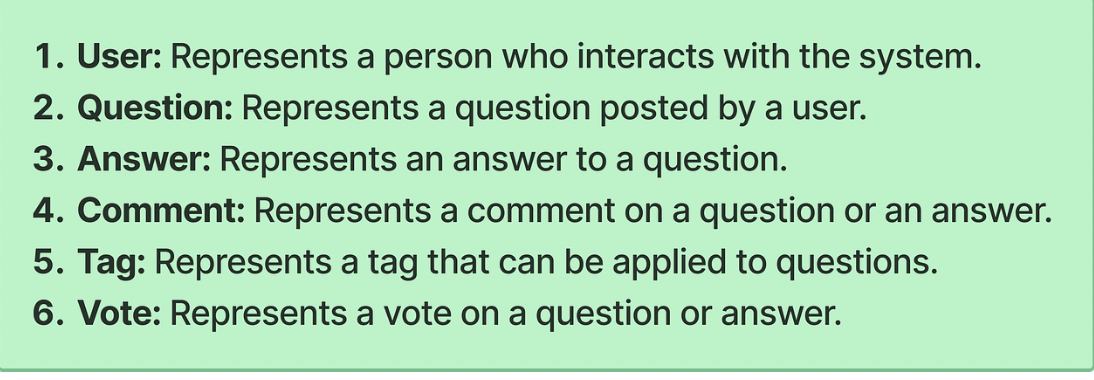 1. User: Represents a person who interacts with the system.
2. Question: Represents a question posted by a user.
3. Answer: Represents an answer to a question.
4. Comment: Represents a comment on a question or an answer.
5. Tag: Represents a tag that can be applied to questions.
6. Vote: Represents a vote on a question or answer.